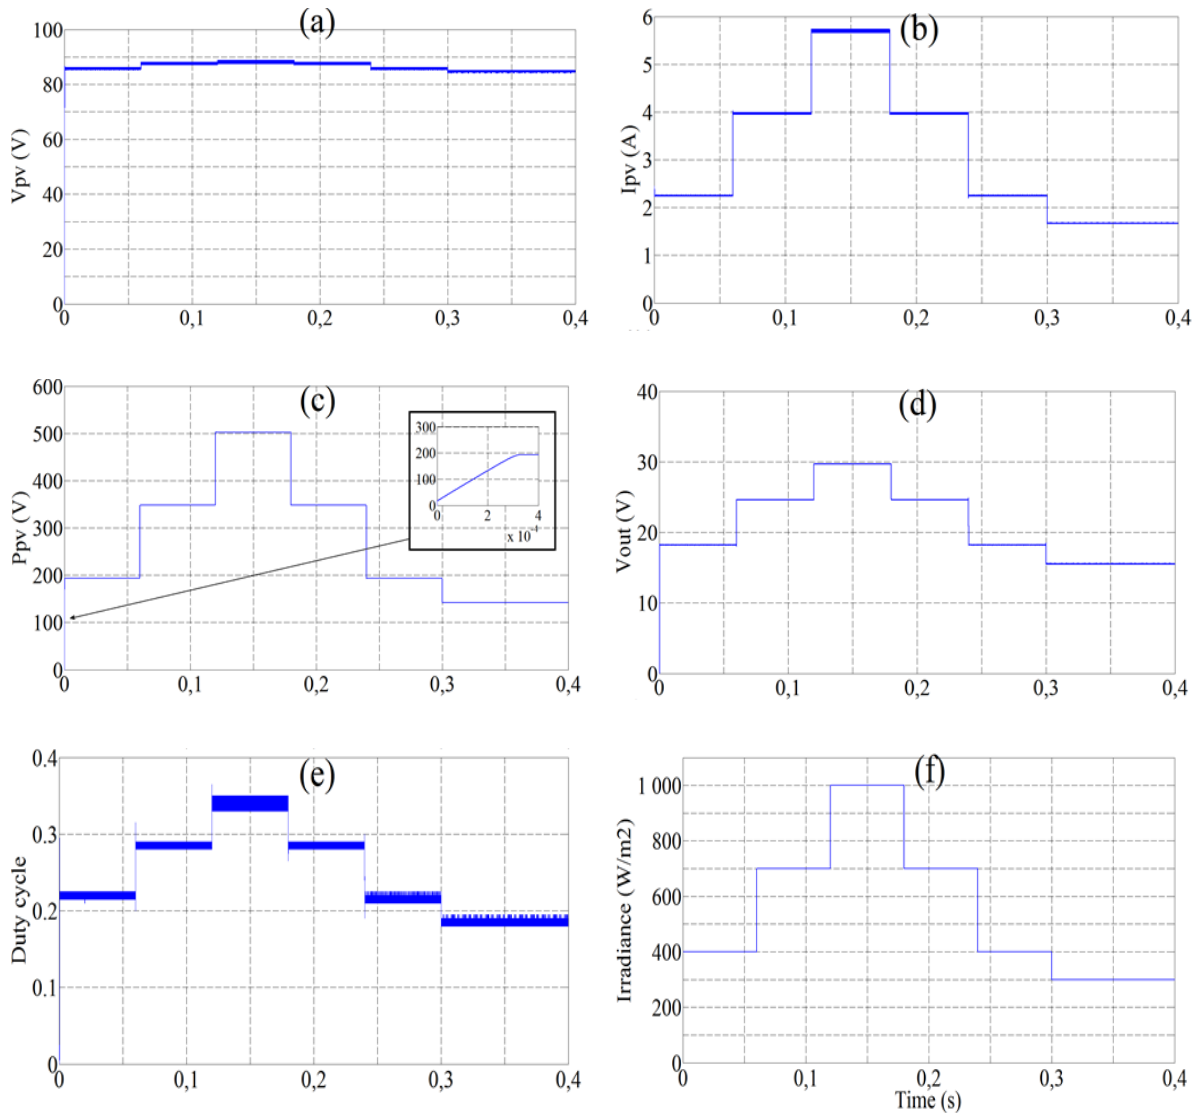 (a)
100
80
60
40
20
0
Vpv (V)
0 0,1 0,2 0,3 0,4
(b)
6
5
4
3
2
1
0
Ipv (A)
0 0,1 0,2 0,3 0,4
(c)
600
500
400
300
200
100
0
Ppv (V)
300
200
100
0
0 2 4
x 10⁻⁴
0 0,1 0,2 0,3 0,4
(d)
40
30
20
10
0
Vout (V)
0 0,1 0,2 0,3 0,4
(e)
0.4
0.3
0.2
0.1
0
Duty cycle
0 0,1 0,2 0,3 0,4
(f)
1 000
800
600
400
200
0
Irradiance (W/m2)
0 0,1 0,2 0,3 0,4
Time (s)